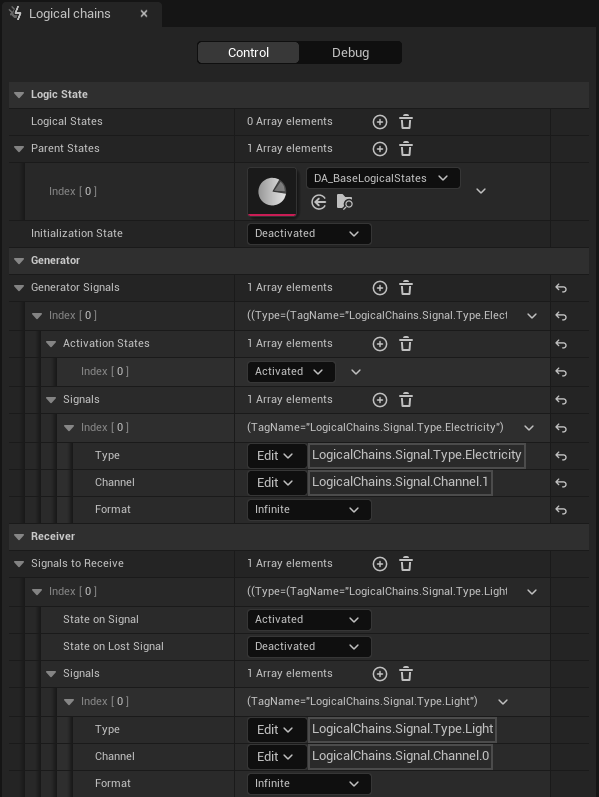 Logical chains
Control Debug
Logic State
Logical States 0 Array elements
Parent States 1 Array elements
Index [ 0 ] DA_BaseLogicalStates
Initialization State Deactivated
Generator
Generator Signals 1 Array elements
Index [ 0 ] ((Type=(TagName="LogicalChains.Signal.Type.Elect
Activation States 1 Array elements
Index [ 0 ] Activated
Signals 1 Array elements
Index [ 0 ] (TagName="LogicalChains.Signal.Type.Electricity")
Type Edit LogicalChains.Signal.Type.Electricity
Channel Edit LogicalChains.Signal.Channel.1
Format Infinite
Receiver
Signals to Receive 1 Array elements
Index [ 0 ] ((Type=(TagName="LogicalChains.Signal.Type.Light
State on Signal Activated
State on Lost Signal Deactivated
Signals 1 Array elements
Index [ 0 ] (TagName="LogicalChains.Signal.Type.Light")
Type Edit LogicalChains.Signal.Type.Light
Channel Edit LogicalChains.Signal.Channel.0
Format Infinite